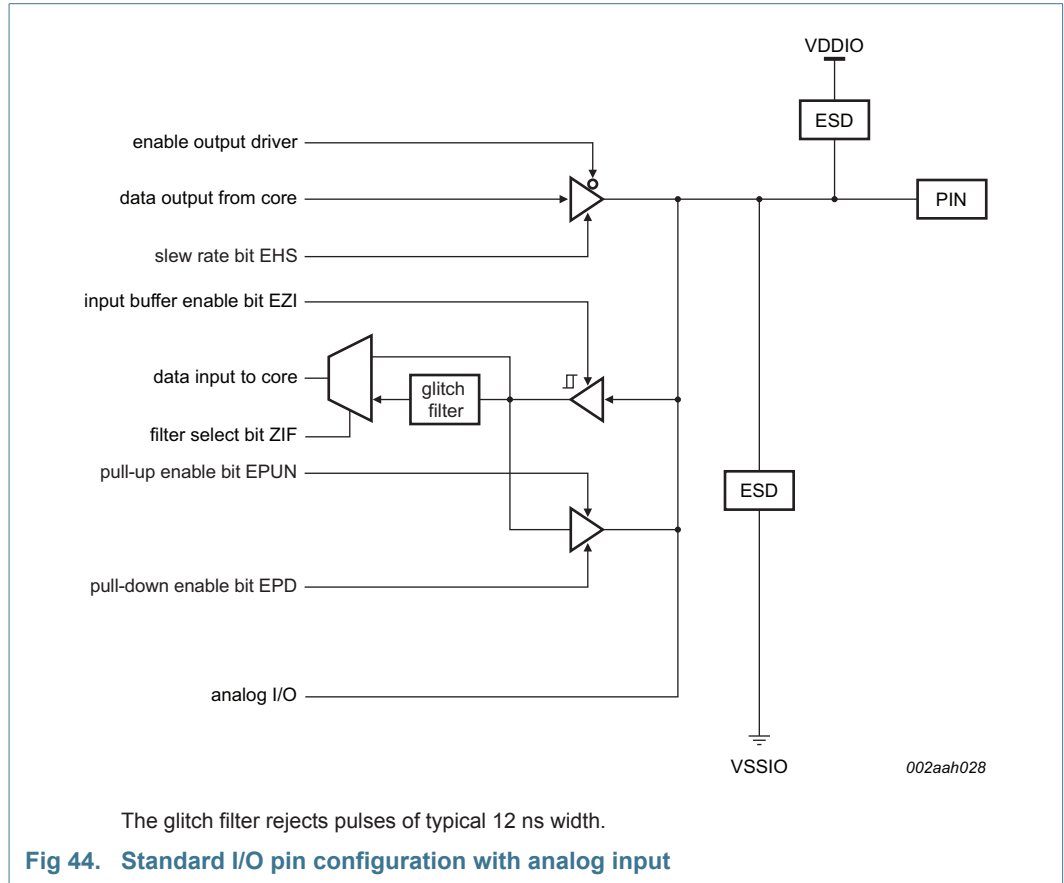 VDDIO
ESD
enable output driver
data output from core
PIN
slew rate bit EHS
input buffer enable bit EZI
data input to core
glitch
filter
filter select bit ZIF
pull-up enable bit EPUN
ESD
pull-down enable bit EPD
analog I/O
VSSIO
002aah028
The glitch filter rejects pulses of typical 12 ns width.
Fig 44. Standard I/O pin configuration with analog input